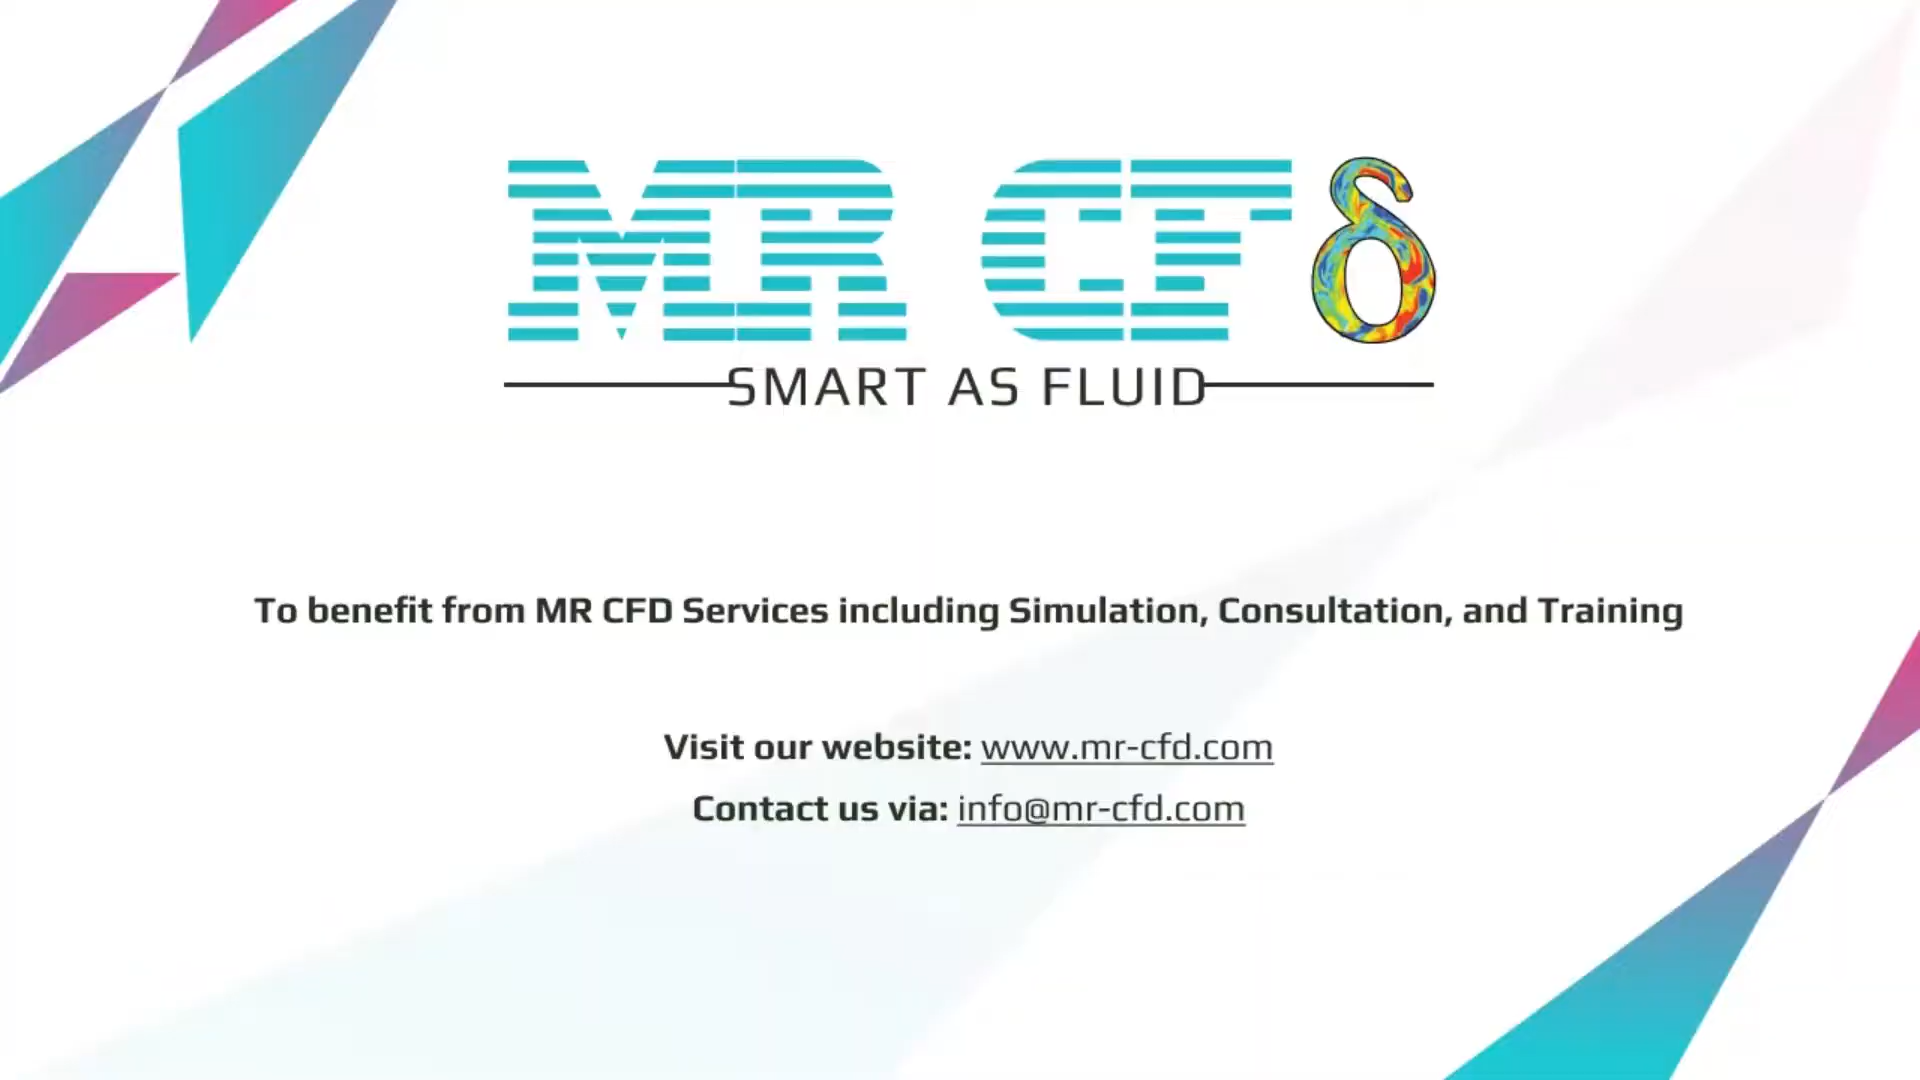 MR CFδ
SMART AS FLUID
To benefit from MR CFD Services including Simulation, Consultation, and Training
Visit our website: www.mr-cfd.com
Contact us via: info@mr-cfd.com